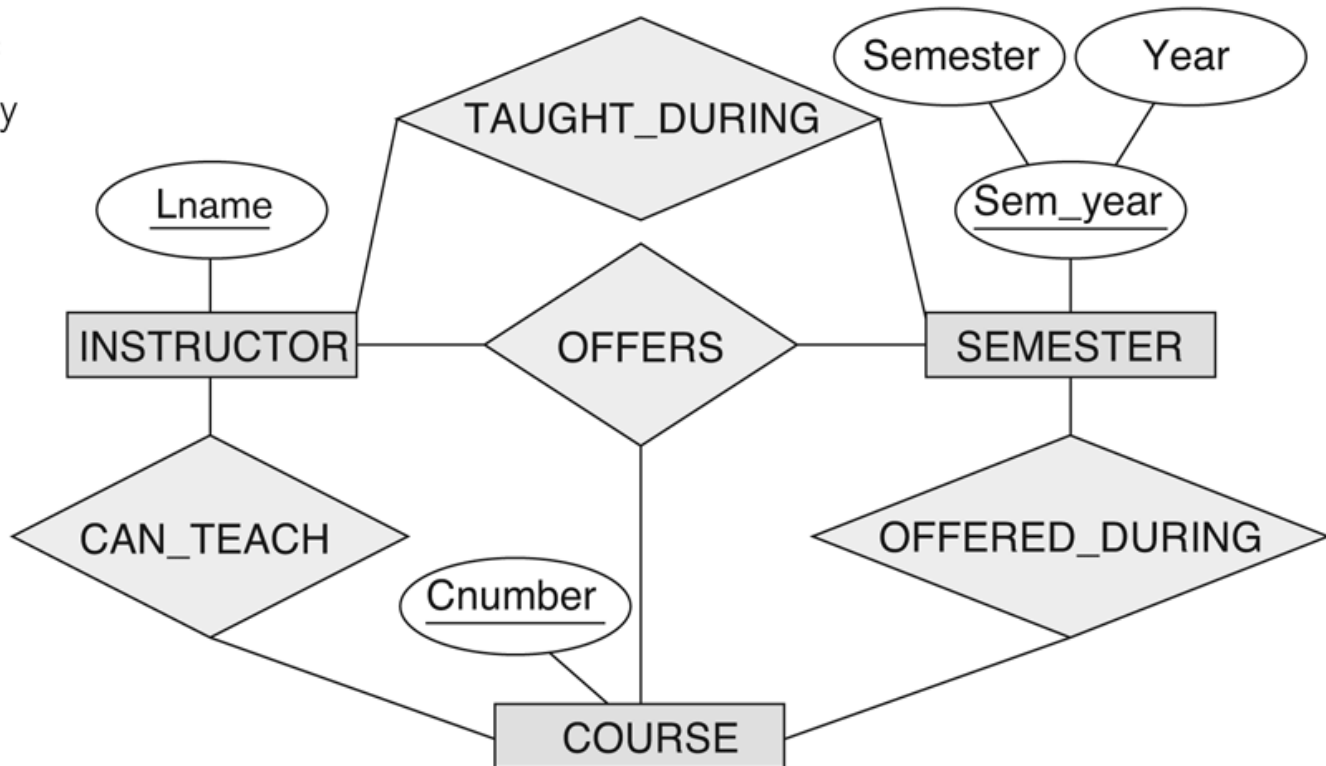 Semester
Year
y
TAUGHT_DURING
Lname
Sem_year
INSTRUCTOR
OFFERS
SEMESTER
CAN_TEACH
OFFERED_DURING
Cnumber
COURSE